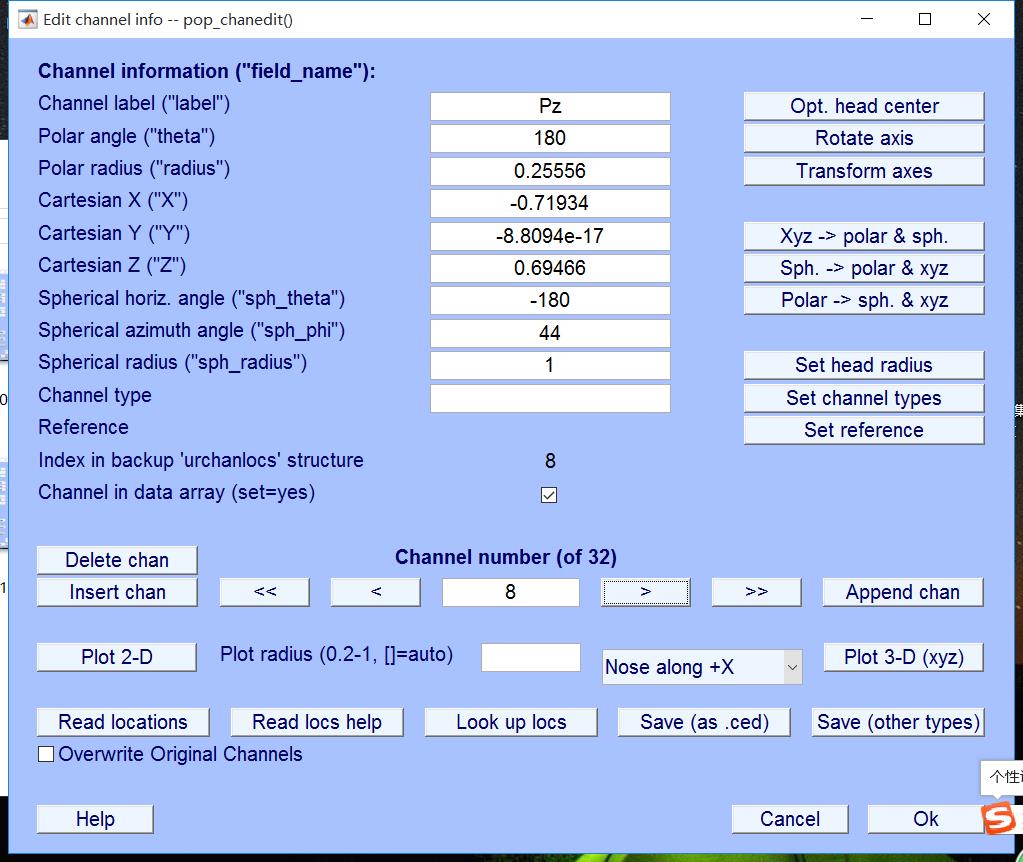 Edit channel info -- pop_chanedit()
Channel information ("field_name"):
Channel label ("label") Pz Opt. head center
Polar angle ("theta") 180 Rotate axis
Polar radius ("radius") 0.25556 Transform axes
Cartesian X ("X") -0.71934
Cartesian Y ("Y") -8.8094e-17 Xyz -> polar & sph.
Cartesian Z ("Z") 0.69466 Sph. -> polar & xyz
Spherical horiz. angle ("sph_theta") -180 Polar -> sph. & xyz
Spherical azimuth angle ("sph_phi") 44
Spherical radius ("sph_radius") 1 Set head radius
Channel type Set channel types
Reference Set reference
Index in backup 'urchanlocs' structure 8
Channel in data array (set=yes)
Delete chan Channel number (of 32)
Insert chan << < 8 > >> Append chan
Plot 2-D Plot radius (0.2-1, []=auto) Nose along +X Plot 3-D (xyz)
Read locations Read locs help Look up locs Save (as .ced) Save (other types)
Overwrite Original Channels
个性
Help Cancel Ok